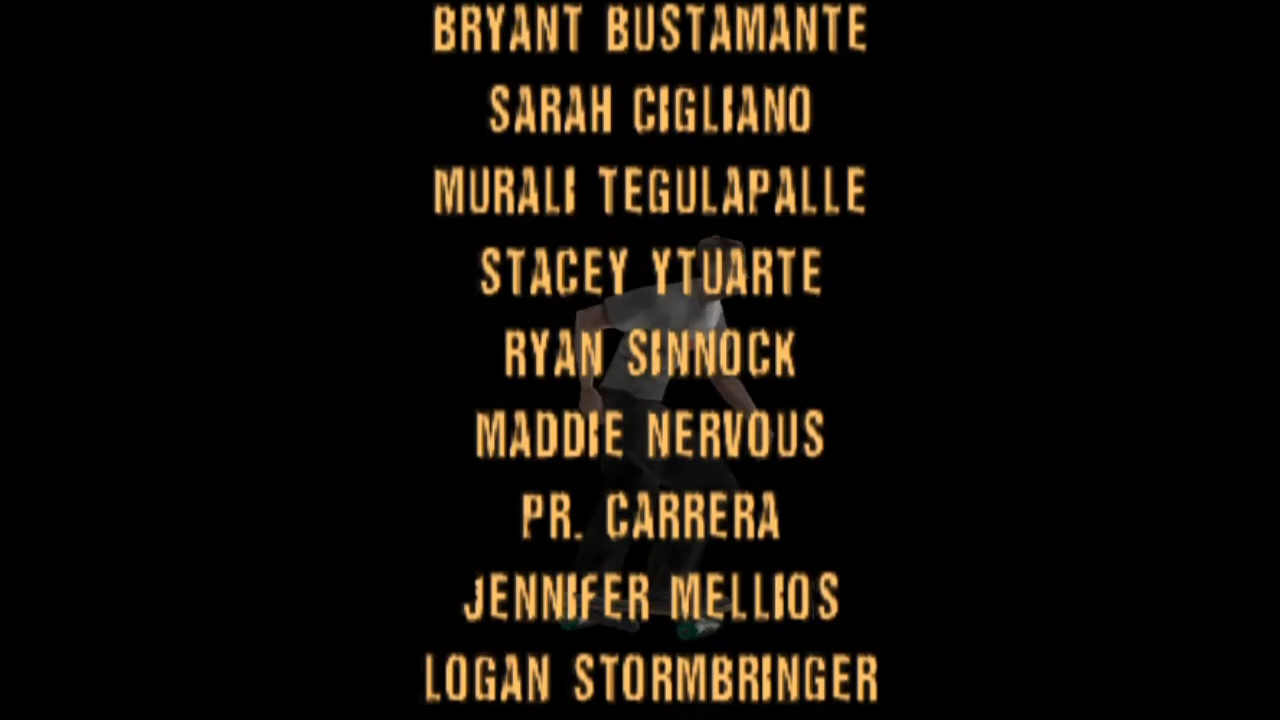 BRYANT BUSTAMANTE
SARAH CIGLIANO
MURALI TEGULAPALLE
STACEY YTUARTE
RYAN SINNOCK
MADDIE NERVOUS
PR. CARRERA
JENNIFER MELLIOS
LOGAN STORMBRINGER